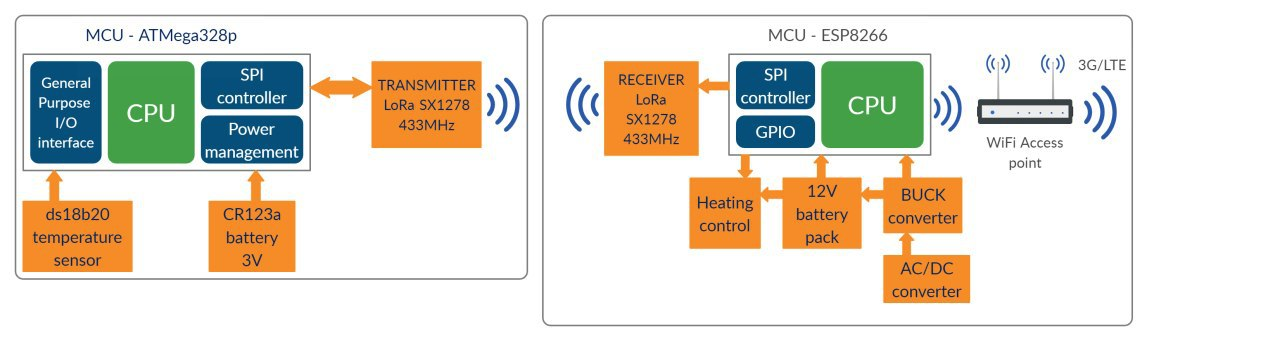 MCU - ATMega328p
General
Purpose
I/O
interface
CPU
SPI
controller
Power
management
TRANSMITTER
LoRa SX1278
433MHz
ds18b20
temperature
sensor
CR123a
battery
3V
MCU - ESP8266
RECEIVER
LoRa
SX1278
433MHz
SPI
controller
GPIO
CPU
3G/LTE
WiFi Access
point
Heating
control
12V
battery
pack
BUCK
converter
AC/DC
converter